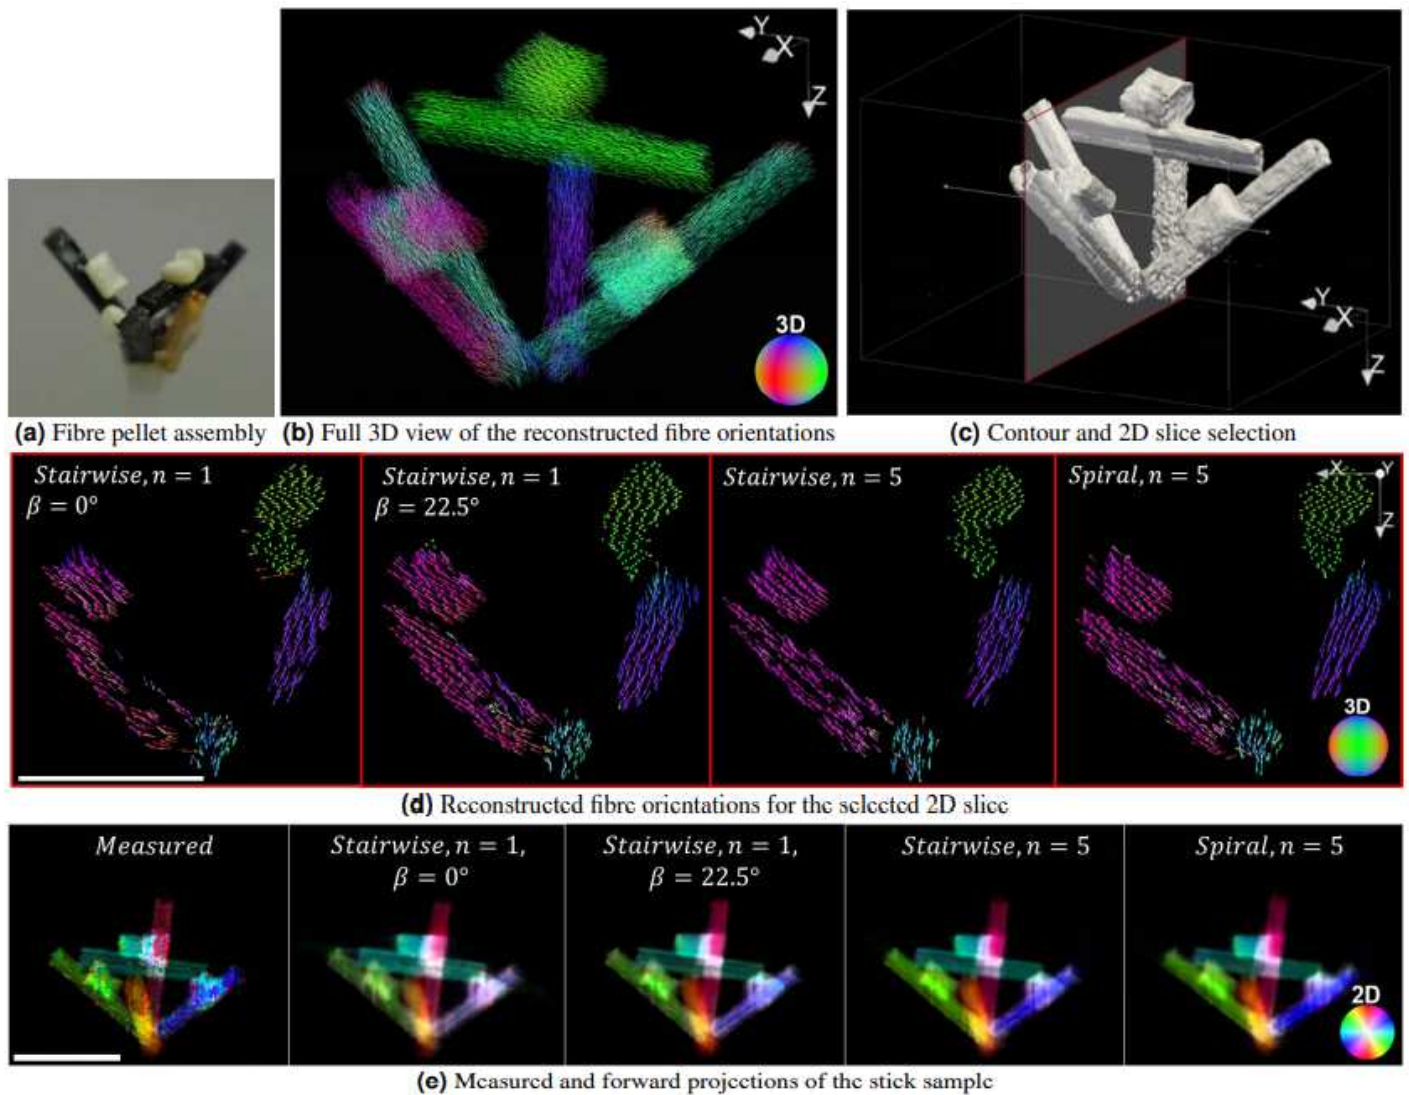 Y
X
Z
3D
Y
X
Z
(a) Fibre pellet assembly
(b) Full 3D view of the reconstructed fibre orientations
(c) Contour and 2D slice selection
Stairwise, n = 1
β = 0°
Stairwise, n = 1
β = 22.5°
Stairwise, n = 5
Spiral, n = 5
X
Y
Z
3D
(d) Reconstructed fibre orientations for the selected 2D slice
Measured
Stairwise, n = 1,
β = 0°
Stairwise, n = 1,
β = 22.5°
Stairwise, n = 5
Spiral, n = 5
2D
(e) Measured and forward projections of the stick sample